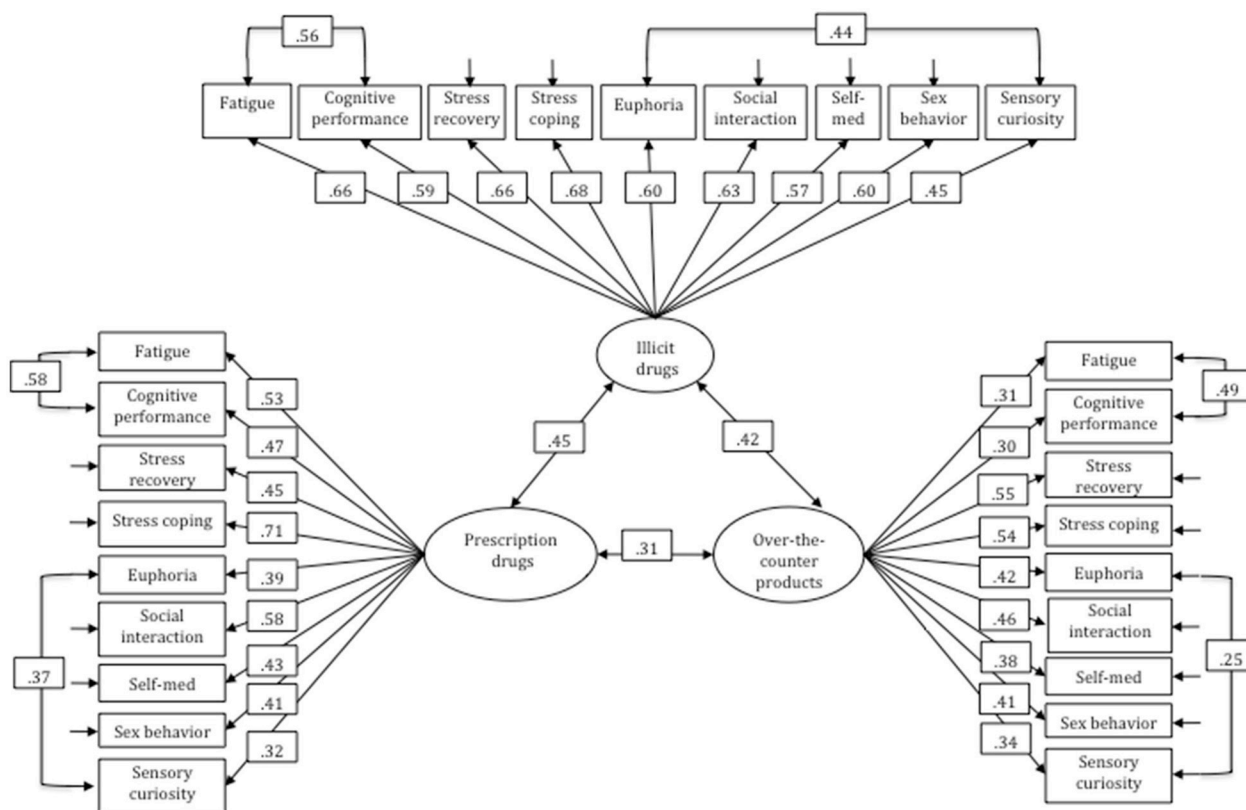 .56
.44
Fatigue
Cognitive
performance
Stress
recovery
Stress
coping
Euphoria
Social
interaction
Self-
med
Sex
behavior
Sensory
curiosity
.66
.59
.66
.68
.60
.63
.57
.60
.45
Illicit
drugs
.45
.42
Prescription
drugs
.31
Over-the-
counter
products
Fatigue
Cognitive
performance
Stress
recovery
Stress coping
Euphoria
Social
interaction
Self-med
Sex behavior
Sensory
curiosity
.58
.37
.53
.47
.45
.71
.39
.58
.43
.41
.32
.31
.30
.55
.54
.42
.46
.38
.41
.34
Fatigue
Cognitive
performance
Stress
recovery
Stress coping
Euphoria
Social
interaction
Self-med
Sex behavior
Sensory
curiosity
.49
.25